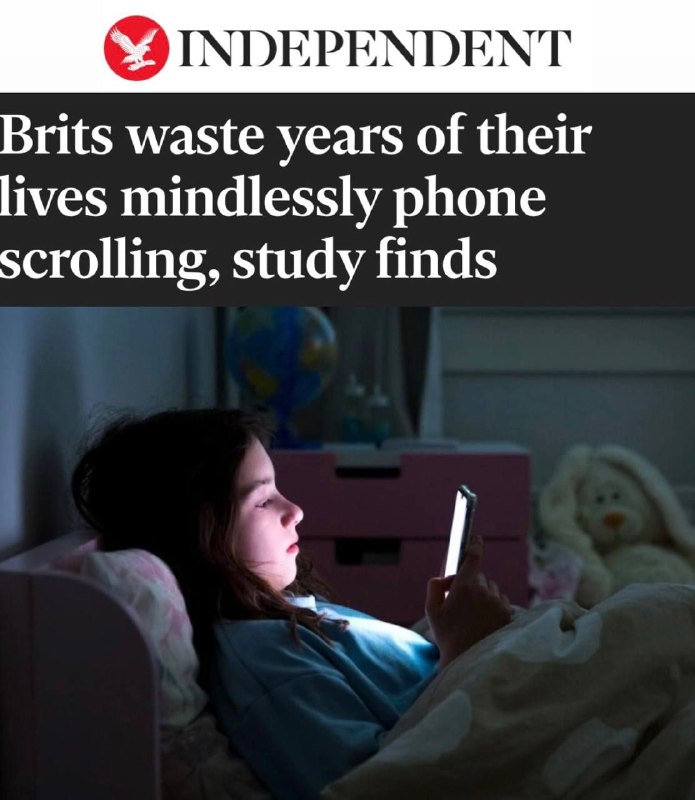 INDEPENDENT
Brits waste years of their
lives mindlessly phone
scrolling, study finds